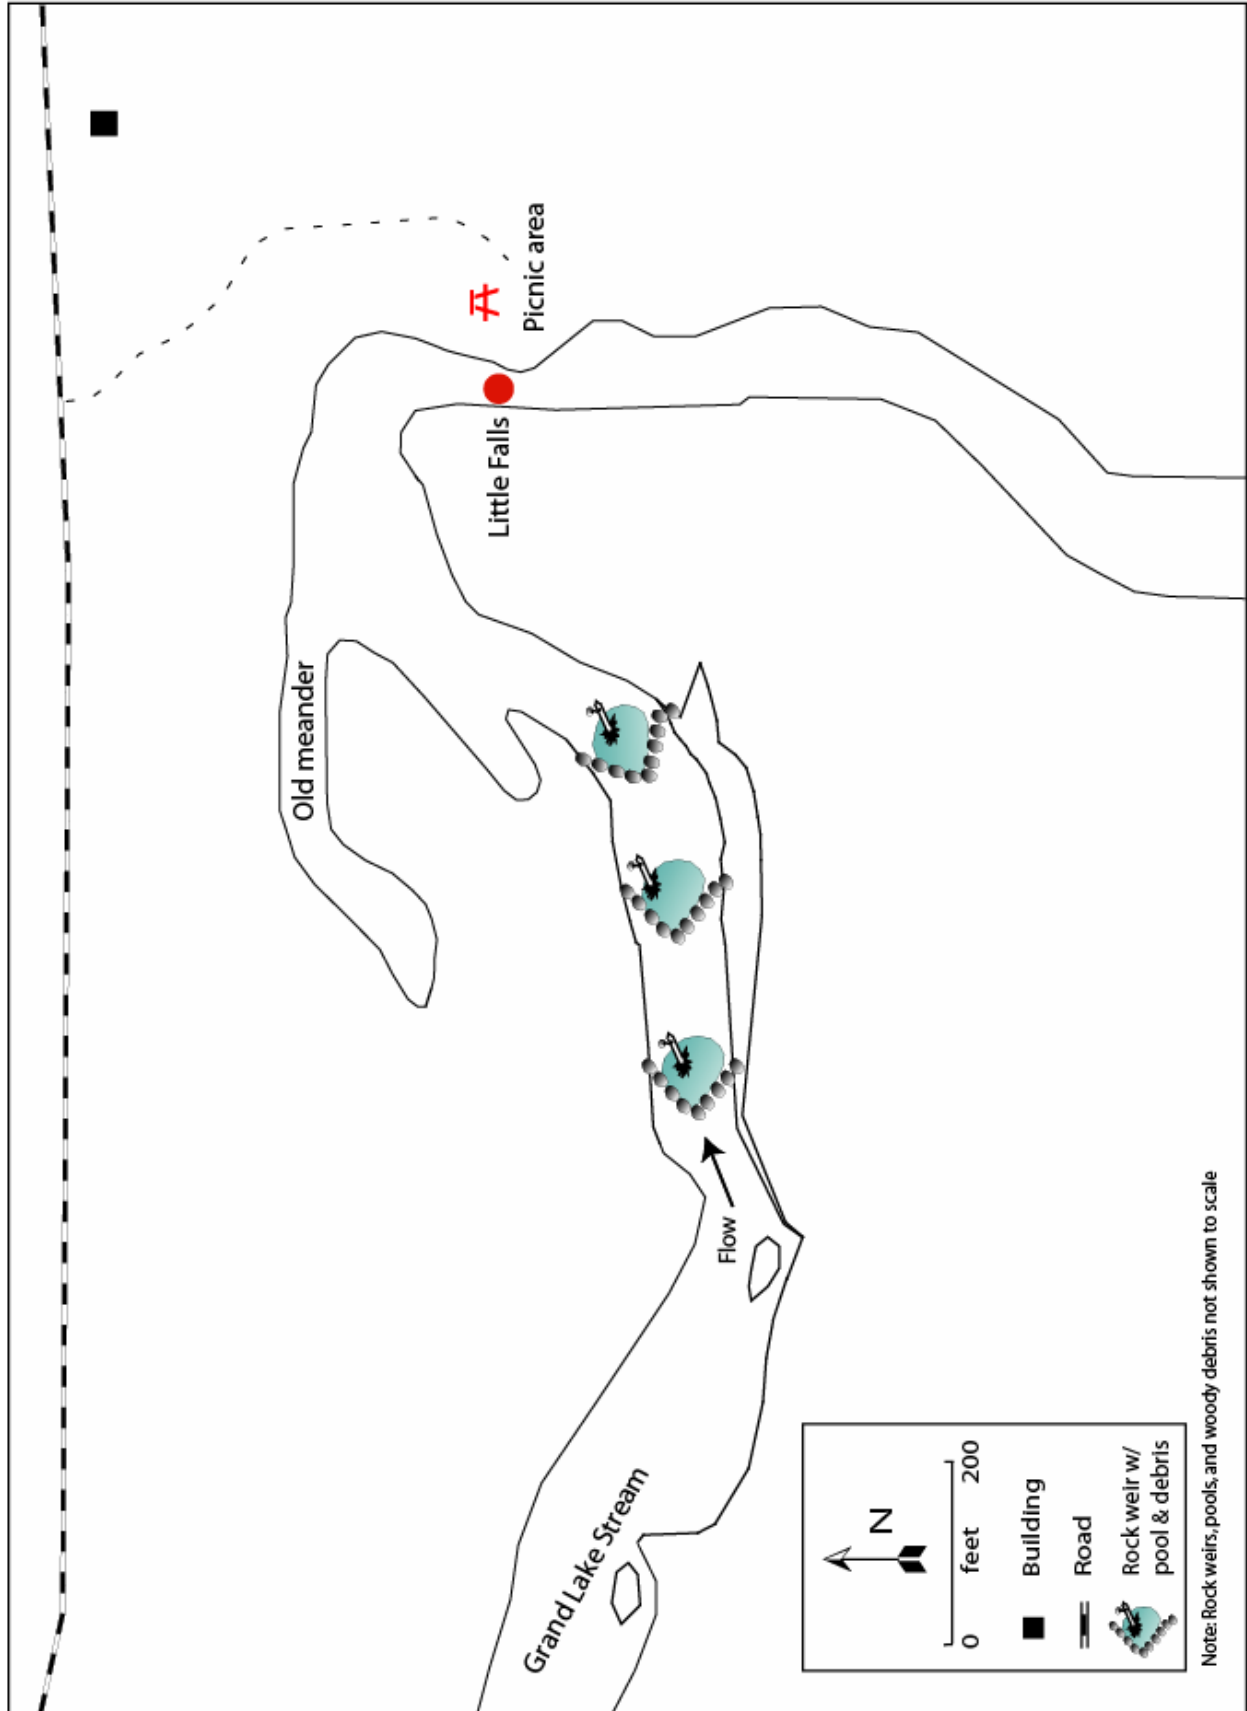 Old meander
Little Falls
Picnic area
Flow
Grand Lake Stream
N
0 feet 200
Building
Road
Rock weir w/
pool & debris
Note: Rock weirs, pools, and woody debris not shown to scale